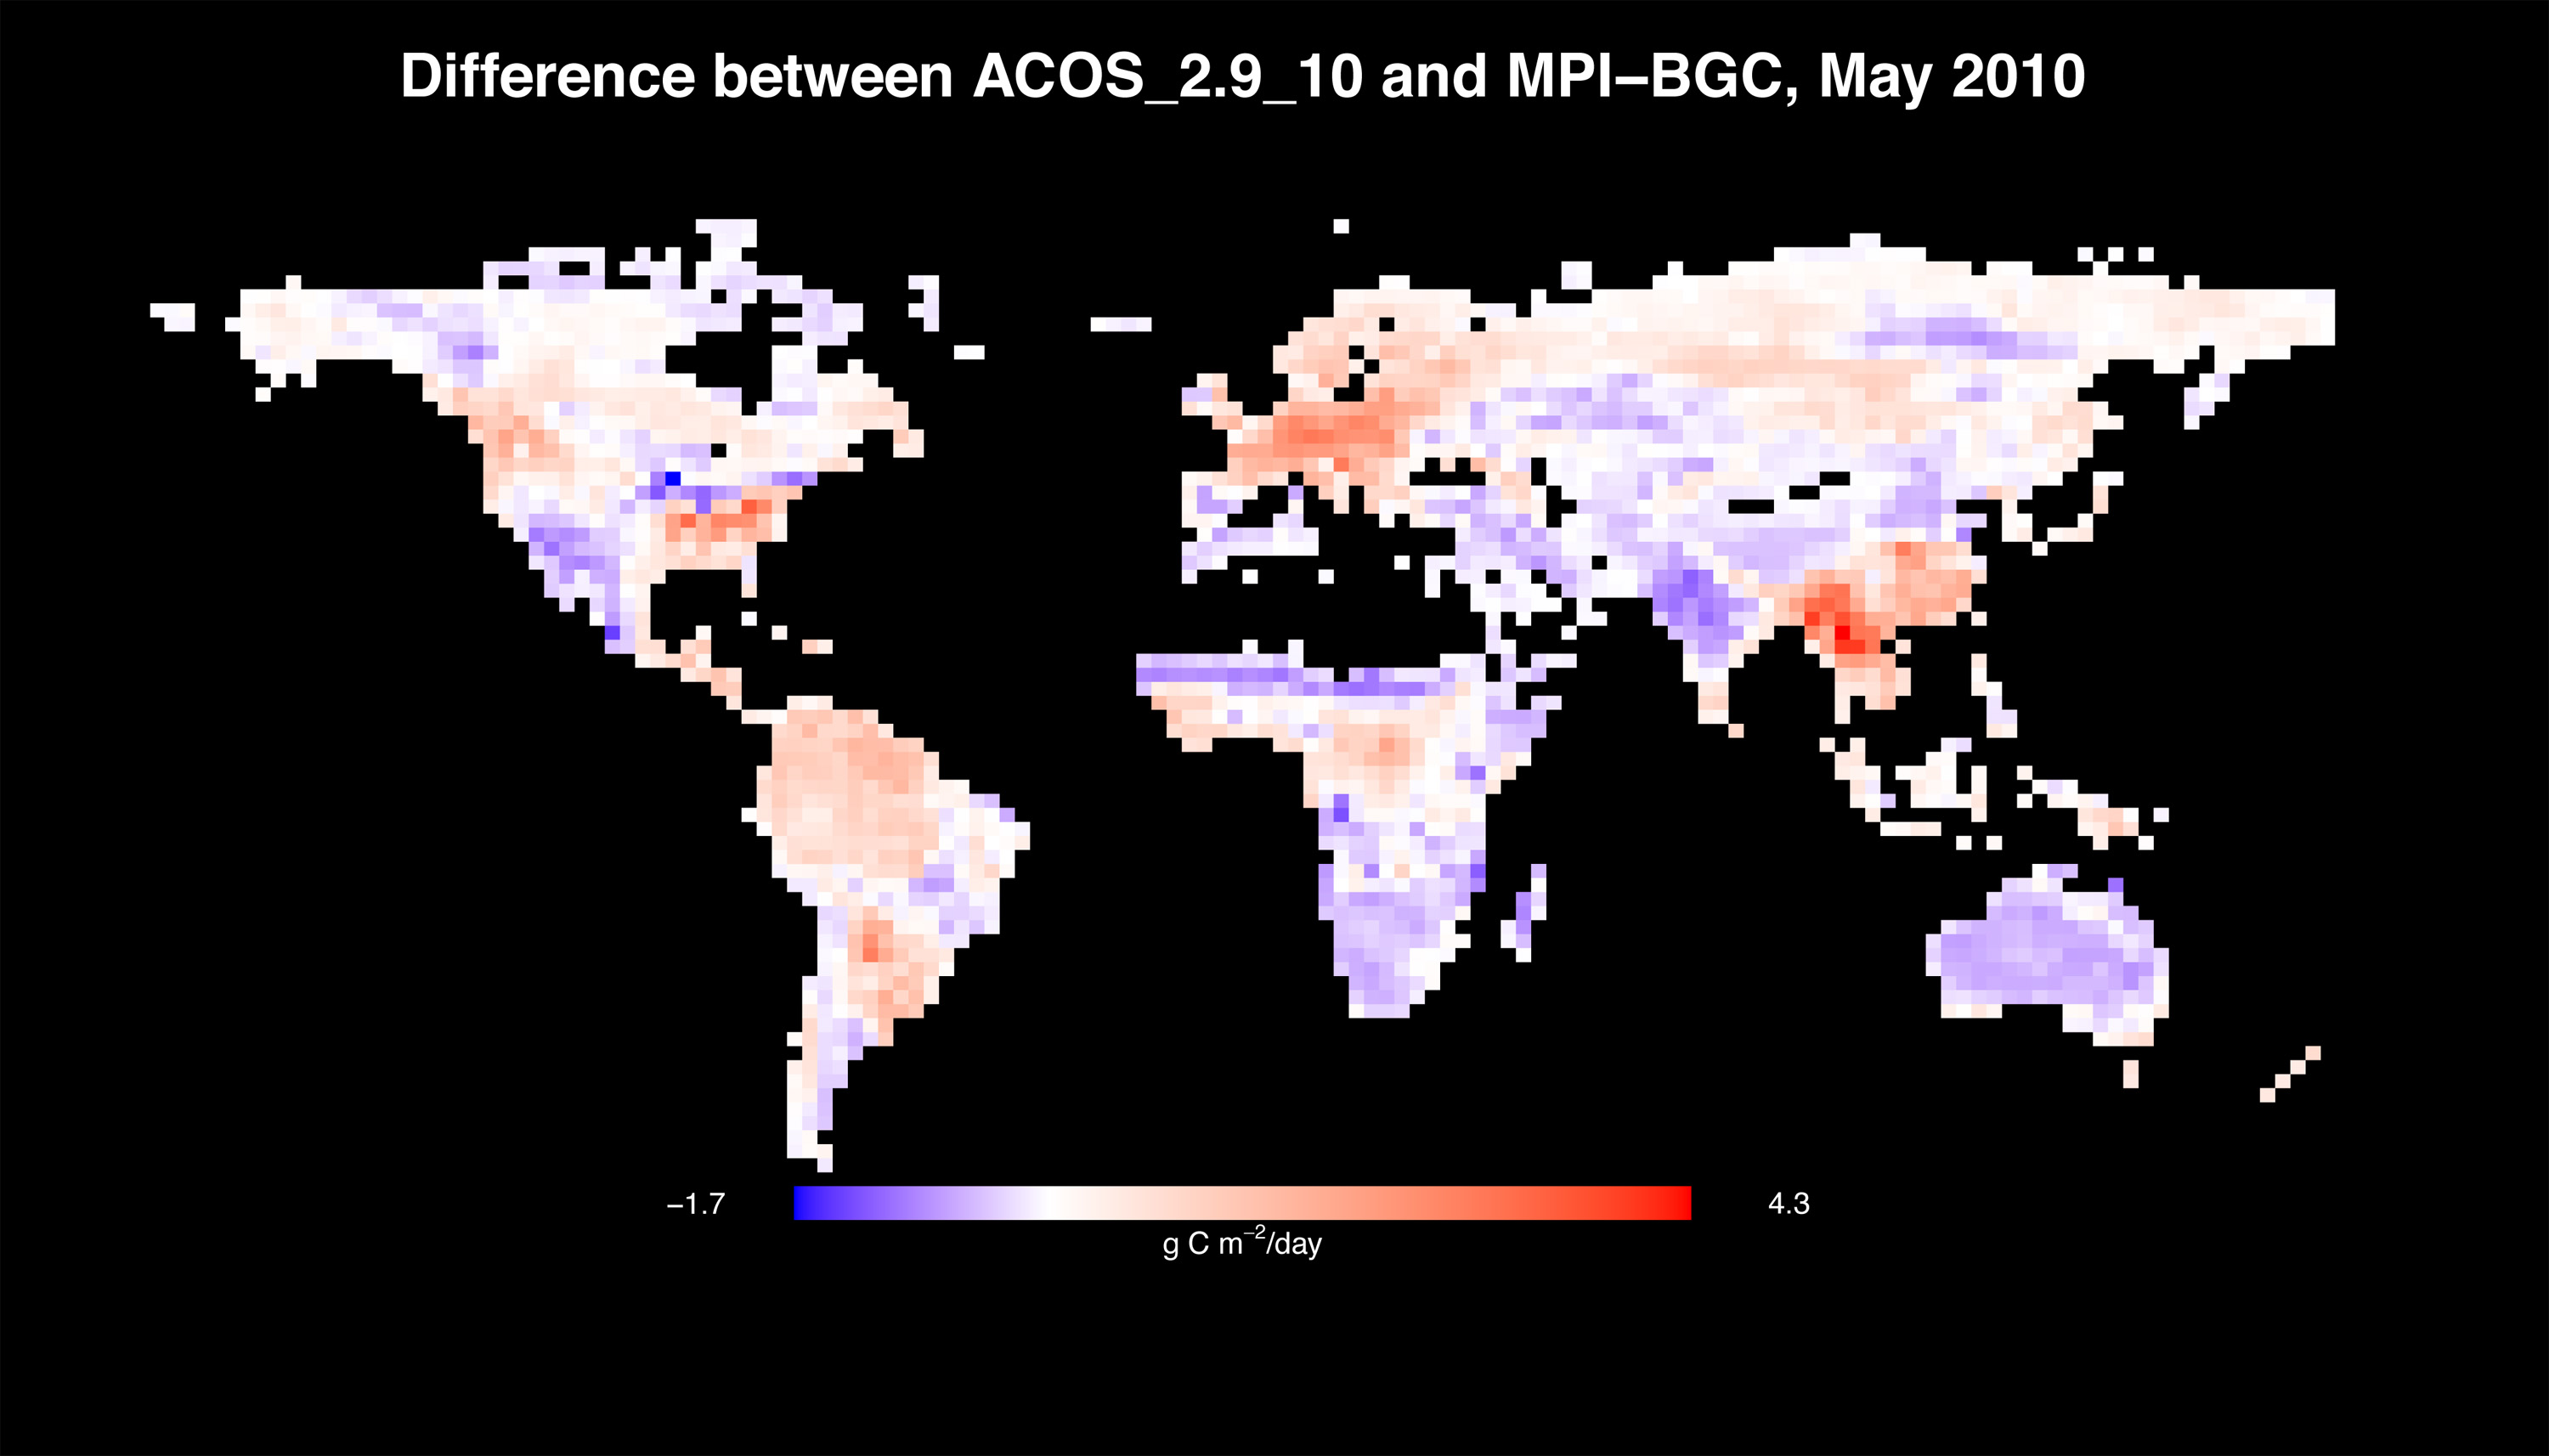 Difference between ACOS_2.9_10 and MPI−BGC, May 2010
−1.7 4.3
g C m⁻²/day